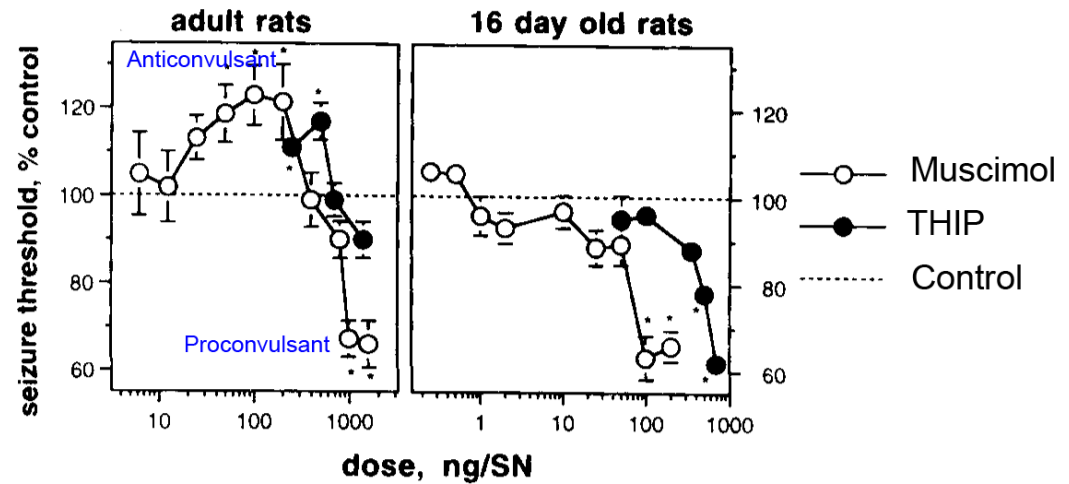 adult rats
16 day old rats
seizure threshold, % control
Anticonvulsant
Proconvulsant
120
100
80
60
10
100
1000
120
100
80
60
1
10
100
1000
dose, ng/SN
Muscimol
THIP
Control